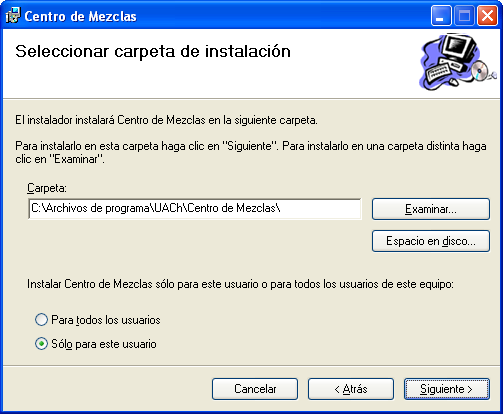 Centro de Mezclas
Seleccionar carpeta de instalación
El instalador instalará Centro de Mezclas en la siguiente carpeta.
Para instalarlo en esta carpeta haga clic en "Siguiente". Para instalarlo en una carpeta distinta haga
clic en "Examinar".
Carpeta:
C:\Archivos de programa\UACh\Centro de Mezclas\
Examinar...
Espacio en disco...
Instalar Centro de Mezclas sólo para este usuario o para todos los usuarios de este equipo:
Para todos los usuarios
Sólo para este usuario
Cancelar
< Atrás
Siguiente >